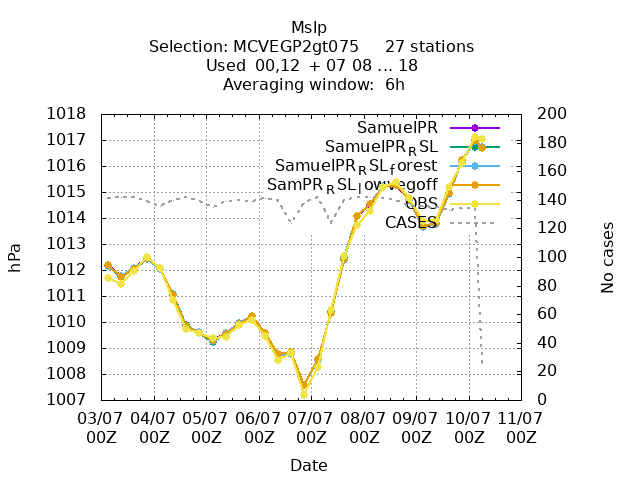 Mslp
Selection: MCVEGP2gt075 27 stations
Used 00,12 + 07 08 ... 18
Averaging window: 6h
1018
1017
1016
1015
1014
1013
1012
1011
1010
1009
1008
1007
hPa
200
180
160
140
120
100
80
60
40
20
0
No cases
SamuelPR
SamuelPR_RSL
SamuelPR_RSL_forest
SamPR_RSL_lowvegoff
OBS
CASES
03/07 04/07 05/07 06/07 07/07 08/07 09/07 10/07 11/07
00Z 00Z 00Z 00Z 00Z 00Z 00Z 00Z 00Z
Date